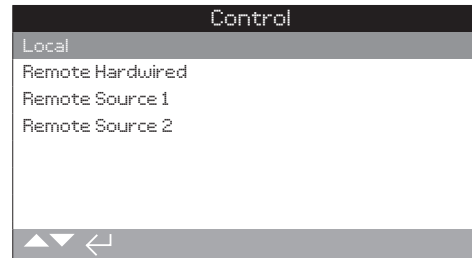 Control
Local
Remote Hardwired
Remote Source 1
Remote Source 2